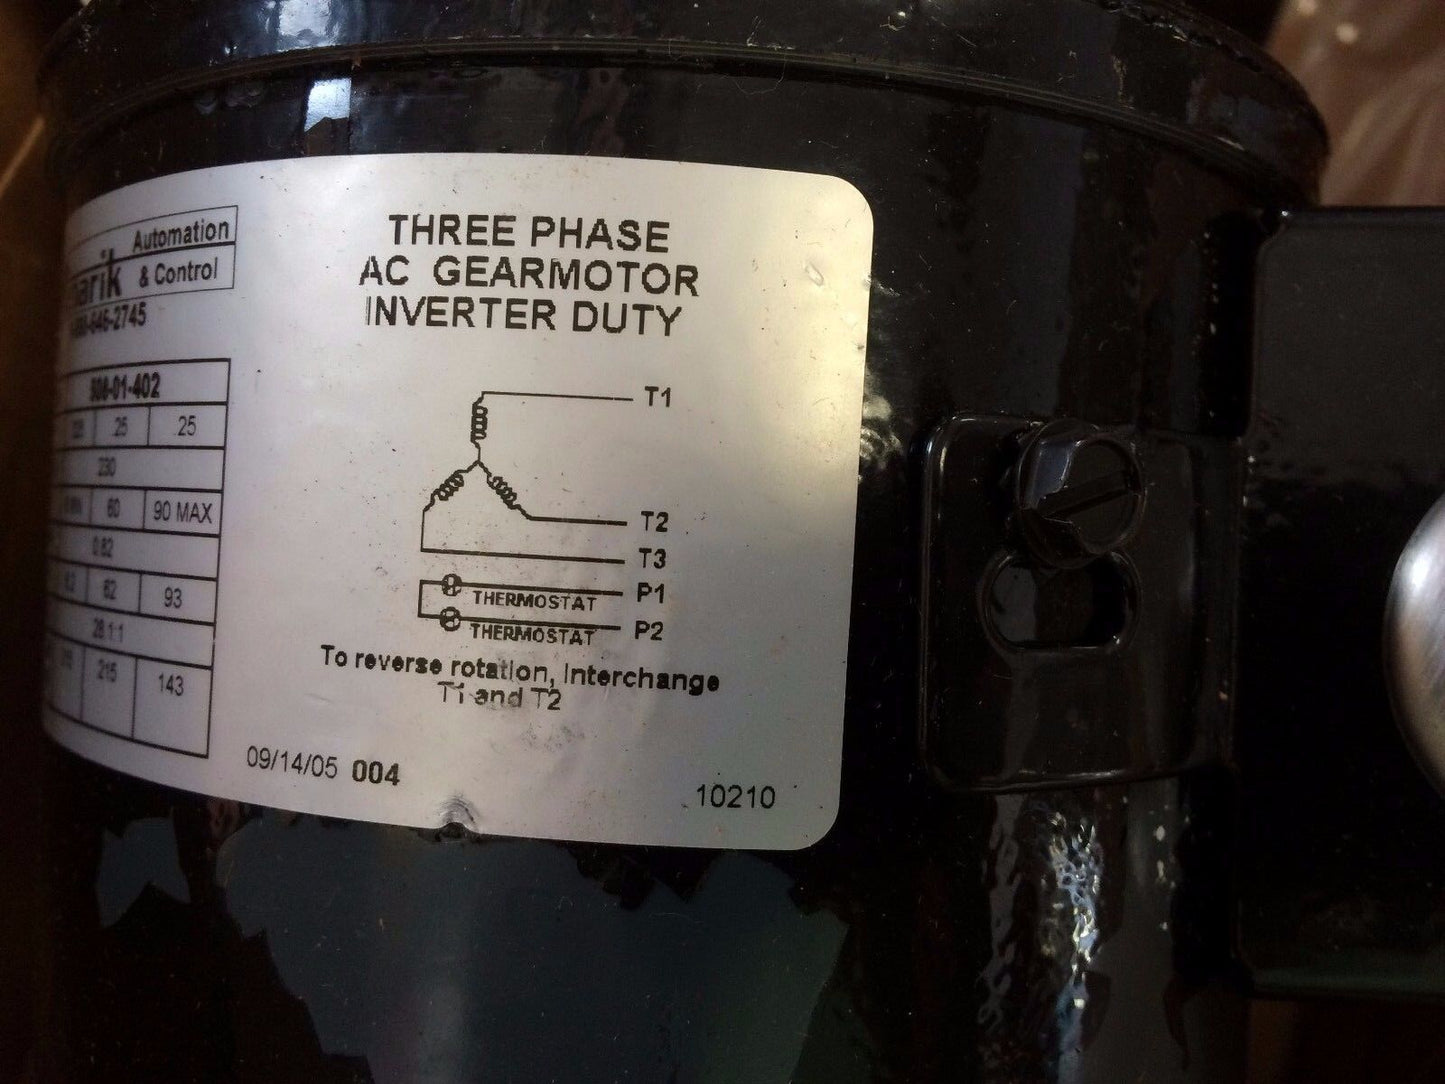 Automation
& Control
THREE PHASE
AC GEARMOTOR
INVERTER DUTY
T1
T2
T3
THERMOSTAT P1
THERMOSTAT P2
To reverse rotation, interchange
T1 and T2
.25 .25
230
60 90 MAX
0.82
62 93
28.1:1
215 143
09/14/05 004
10210